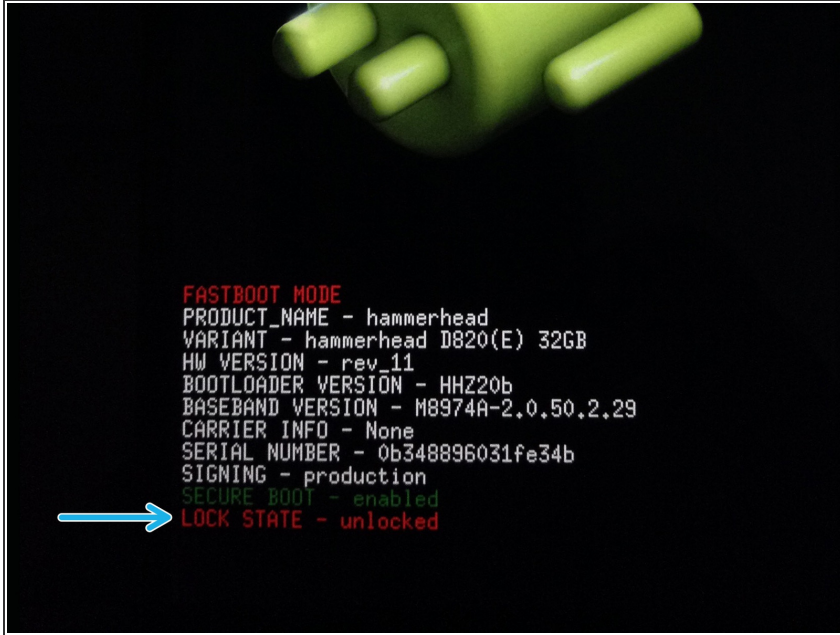 FASTBOOT MODE
PRODUCT_NAME - hammerhead
VARIANT - hammerhead D820(E) 32GB
HW VERSION - rev_11
BOOTLOADER VERSION - HHZ20b
BASEBAND VERSION - M8974A-2.0.50.2.29
CARRIER INFO - None
SERIAL NUMBER - 0b348896031fe34b
SIGNING - production
SECURE BOOT - enabled
LOCK STATE - unlocked